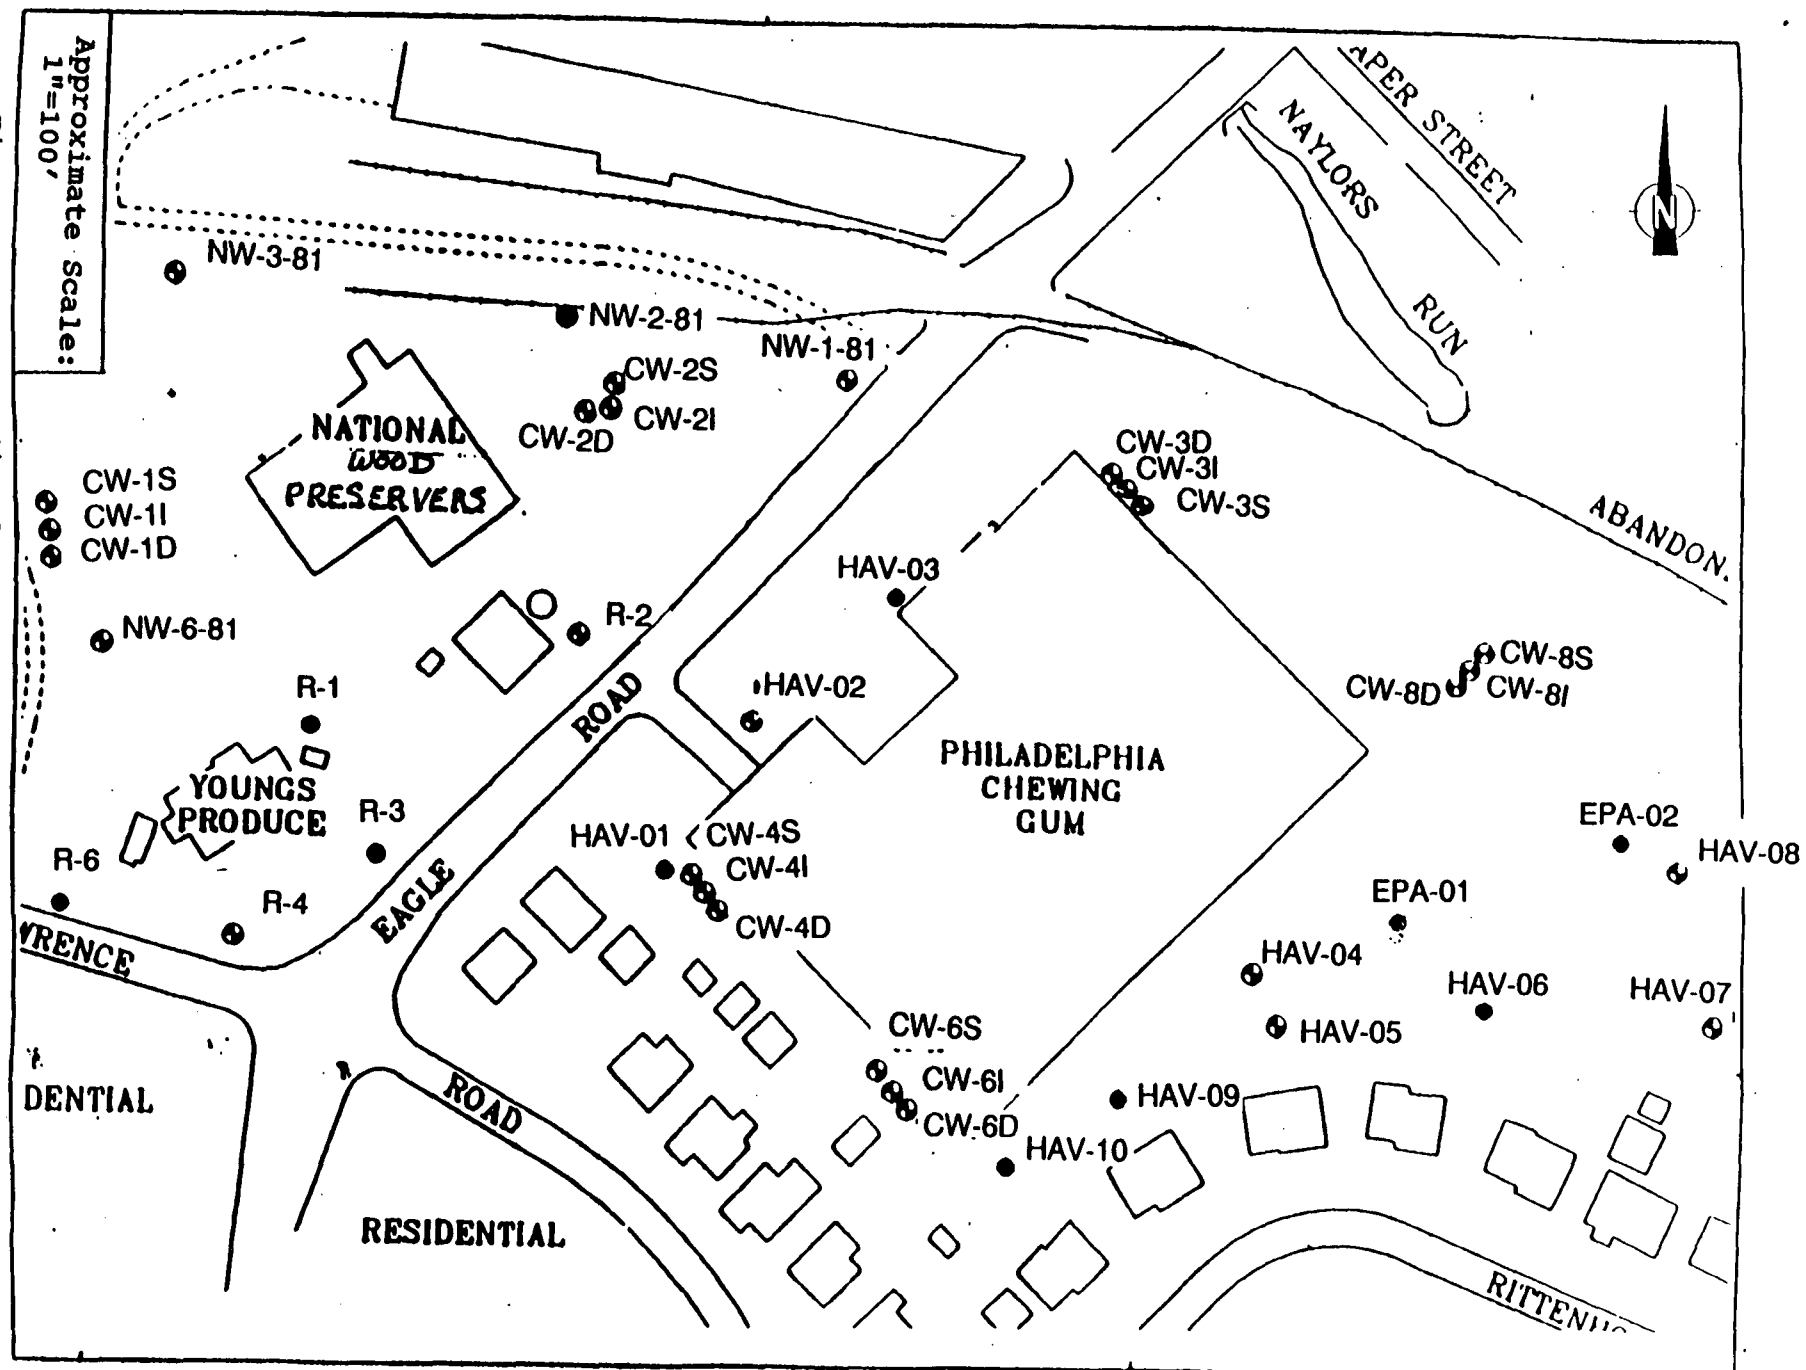 Approximate scale:
1"=100'
APER STREET
NAYLORS
RUN
N
NW-3-81
NW-2-81
NW-1-81
CW-2S
CW-2I
CW-2D
NATIONAL
WOOD
PRESERVERS
CW-1S
CW-1I
CW-1D
CW-3D
CW-3I
CW-3S
ABANDON.
HAV-03
NW-6-81
R-2
R-1
HAV-02
CW-8S
CW-8I
CW-8D
ROAD
EAGLE
YOUNGS
PRODUCE
R-3
R-6
R-4
PHILADELPHIA
CHEWING
GUM
HAV-01
CW-4S
CW-4I
CW-4D
EPA-02
HAV-08
EPA-01
HAV-04
HAV-05
HAV-06
HAV-07
WRENCE
CW-6S
CW-6I
CW-6D
HAV-09
HAV-10
DENTIAL
ROAD
RESIDENTIAL
RITTENHO